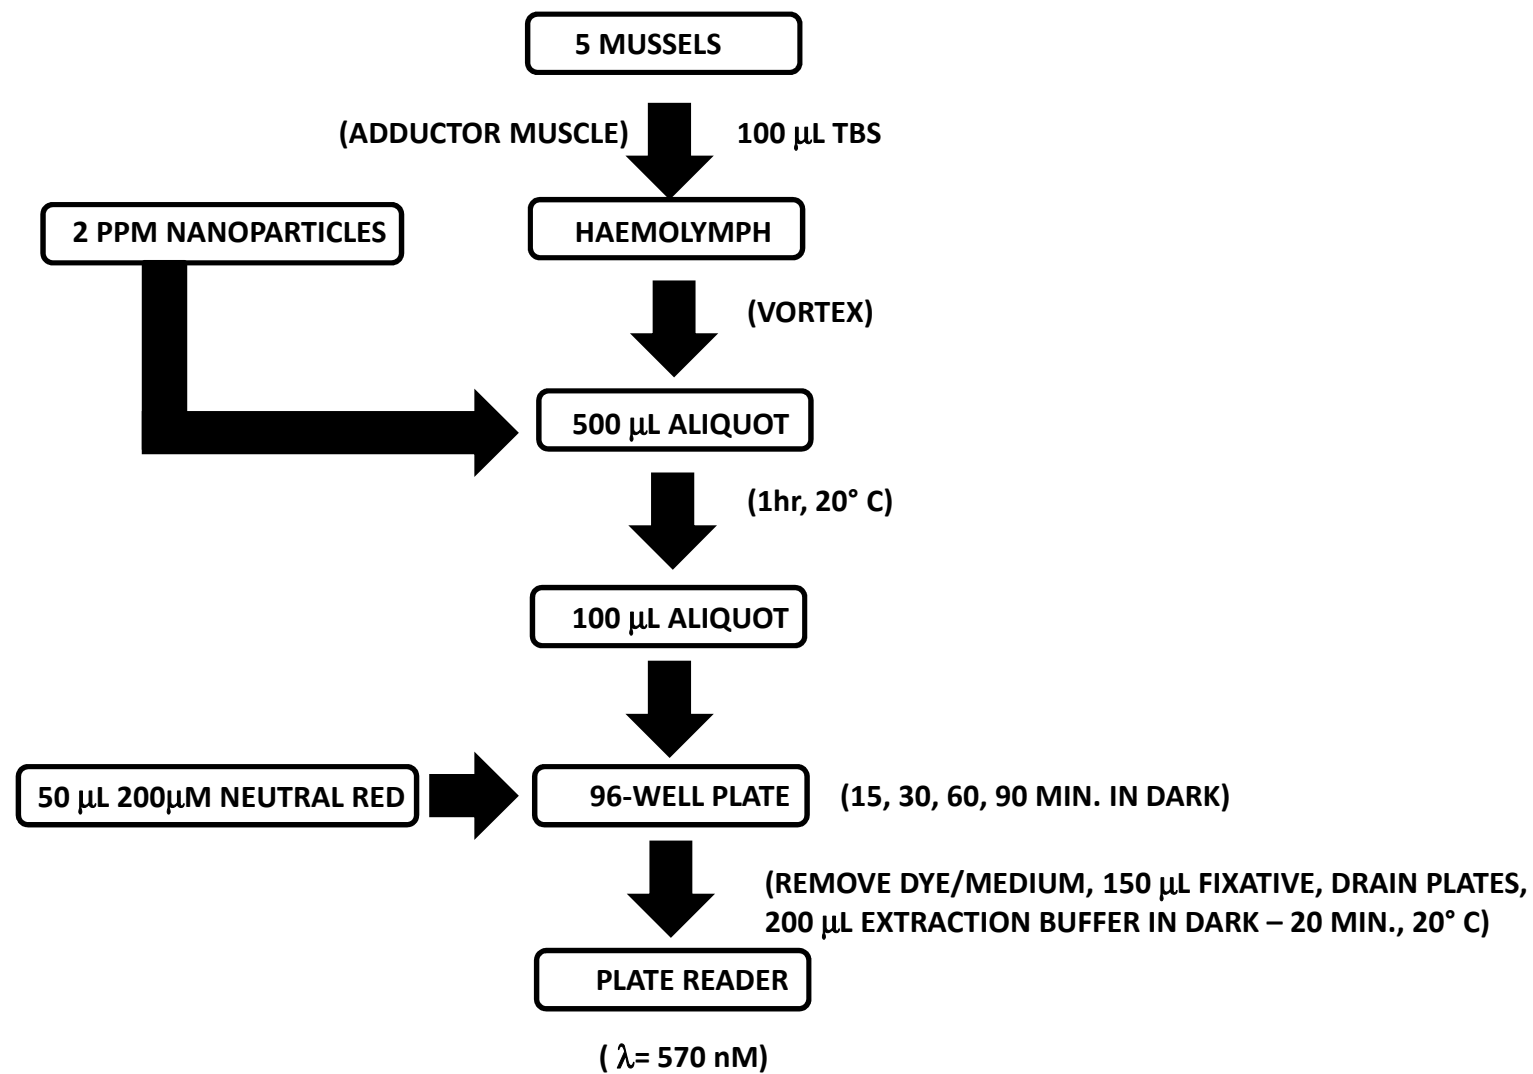 5 MUSSELS
(ADDUCTOR MUSCLE)
100 μL TBS
2 PPM NANOPARTICLES
HAEMOLYMPH
(VORTEX)
500 μL ALIQUOT
(1hr, 20° C)
100 μL ALIQUOT
50 μL 200μM NEUTRAL RED
96-WELL PLATE
(15, 30, 60, 90 MIN. IN DARK)
(REMOVE DYE/MEDIUM, 150 μL FIXATIVE, DRAIN PLATES,
200 μL EXTRACTION BUFFER IN DARK – 20 MIN., 20° C)
PLATE READER
( λ= 570 nM)